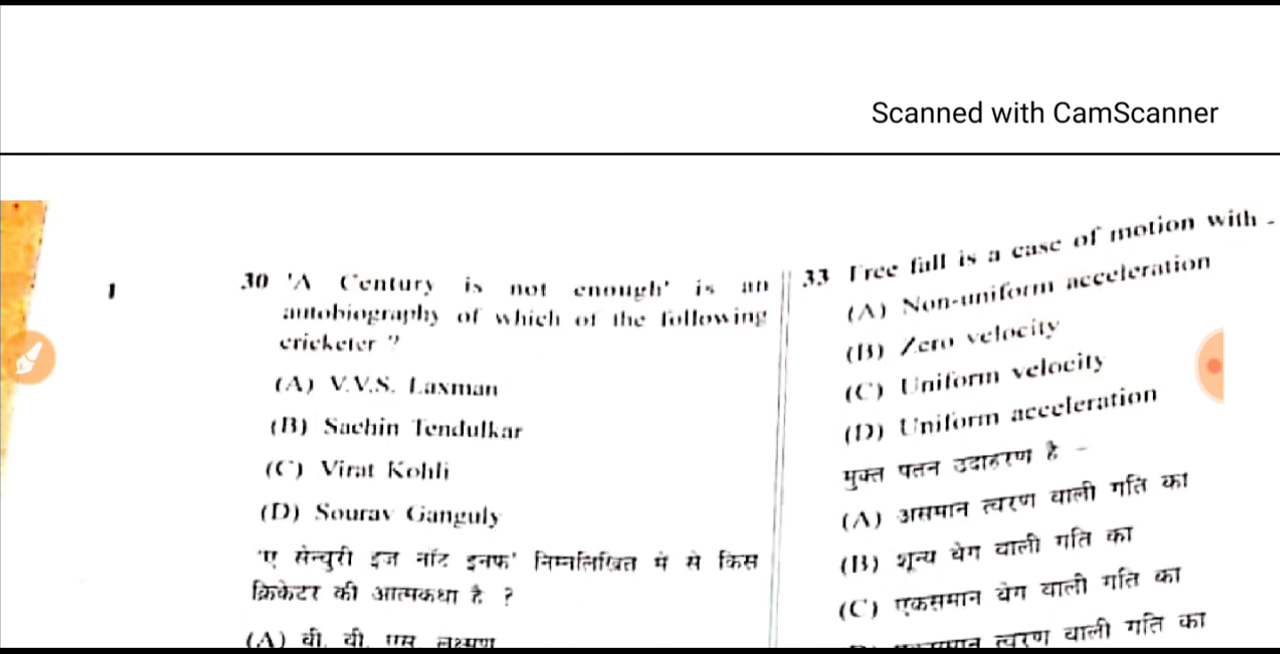 Scanned with CamScanner
1
30 'A Century is not enough' is an
autobiography of which of the following
cricketer ?
(A) V.V.S. Laxman
(B) Sachin Tendulkar
(C) Virat Kohli
(D) Sourav Ganguly
'ए सेन्चुरी इज नॉट इनफ' निम्नलिखित में से किस
क्रिकेटर की आत्मकथा है ?
(A) वी. वी. एस लक्ष्मण
33 Free fall is a case of motion with -
(A) Non-uniform acceleration
(B) Zero velocity
(C) Uniform velocity
(D) Uniform acceleration
मुक्त पतन उदाहरण है -
(A) असमान त्वरण वाली गति का
(B) शून्य वेग वाली गति का
(C) एकसमान वेग वाली गति का
त्वरण वाली गति का